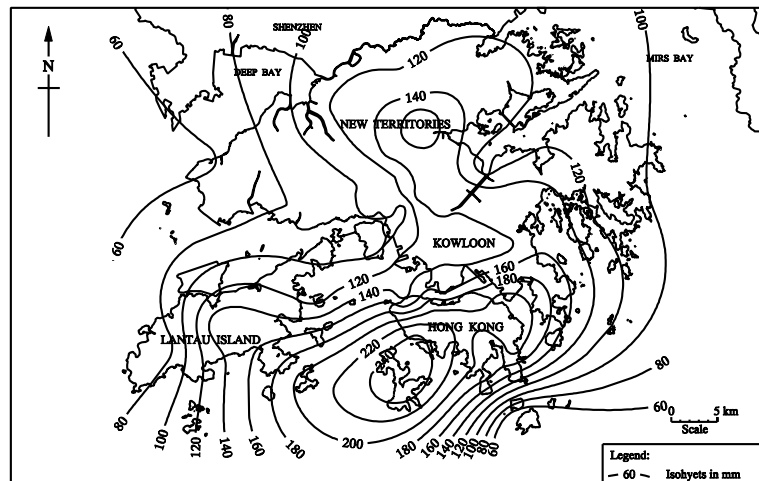 80
SHENZHEN
100
100
60
120
MIRS BAY
DEEP BAY
N
140
NEW TERRITORIES
120
60
KOWLOON
160
120
180
140
HONG KONG
LANTAU ISLAND
220
240
80
60
0 5 km
Scale
80
100
120
140
160
180
200
180
160
140
120
100
80
60
Legend:
60 Isohyets in mm